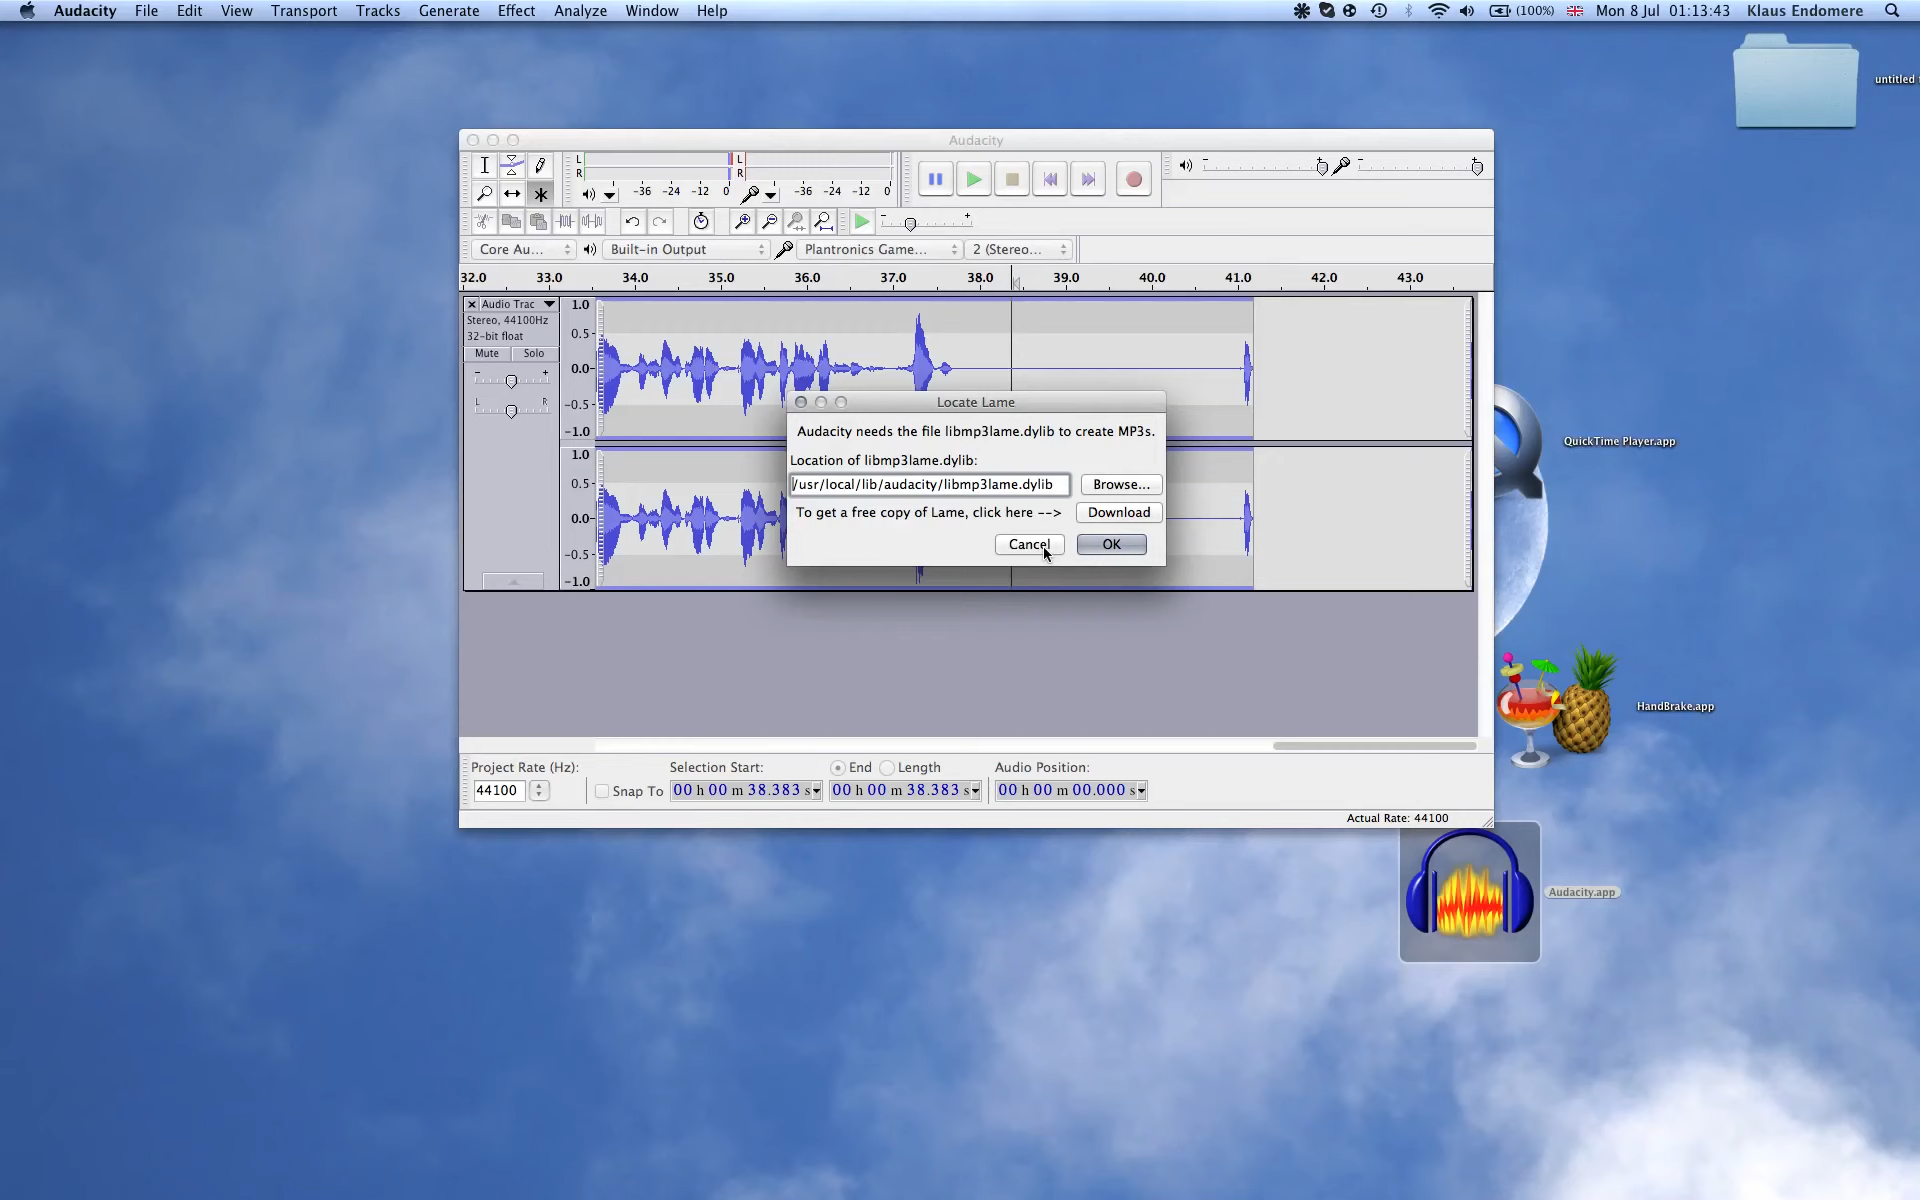 Audacity File Edit View Transport Tracks Generate Effect Analyze Window Help (100%) Mon 8 Jul 01:13:43 Klaus Endomere
untitled
Audacity
L L
R R
-36 -24 -12 0 -36 -24 -12 0
Core Au... Built-in Output Plantronics Game... 2 (Stereo...
32.0 33.0 34.0 35.0 36.0 37.0 38.0 39.0 40.0 41.0 42.0 43.0
Audio Trac 1.0
Stereo, 44100Hz
32-bit float 0.5
Mute Solo
- + 0.0
L R -0.5
-1.0
1.0
0.5
0.0
-0.5
-1.0
Locate Lame
Audacity needs the file libmp3lame.dylib to create MP3s.
Location of libmp3lame.dylib:
/usr/local/lib/audacity/libmp3lame.dylib Browse...
To get a free copy of Lame, click here --> Download
Cancel OK
QuickTime Player.app
HandBrake.app
Project Rate (Hz): Selection Start: End Length Audio Position:
44100 Snap To 00 h 00 m 38.383 s 00 h 00 m 38.383 s 00 h 00 m 00.000 s
Actual Rate: 44100
Audacity.app